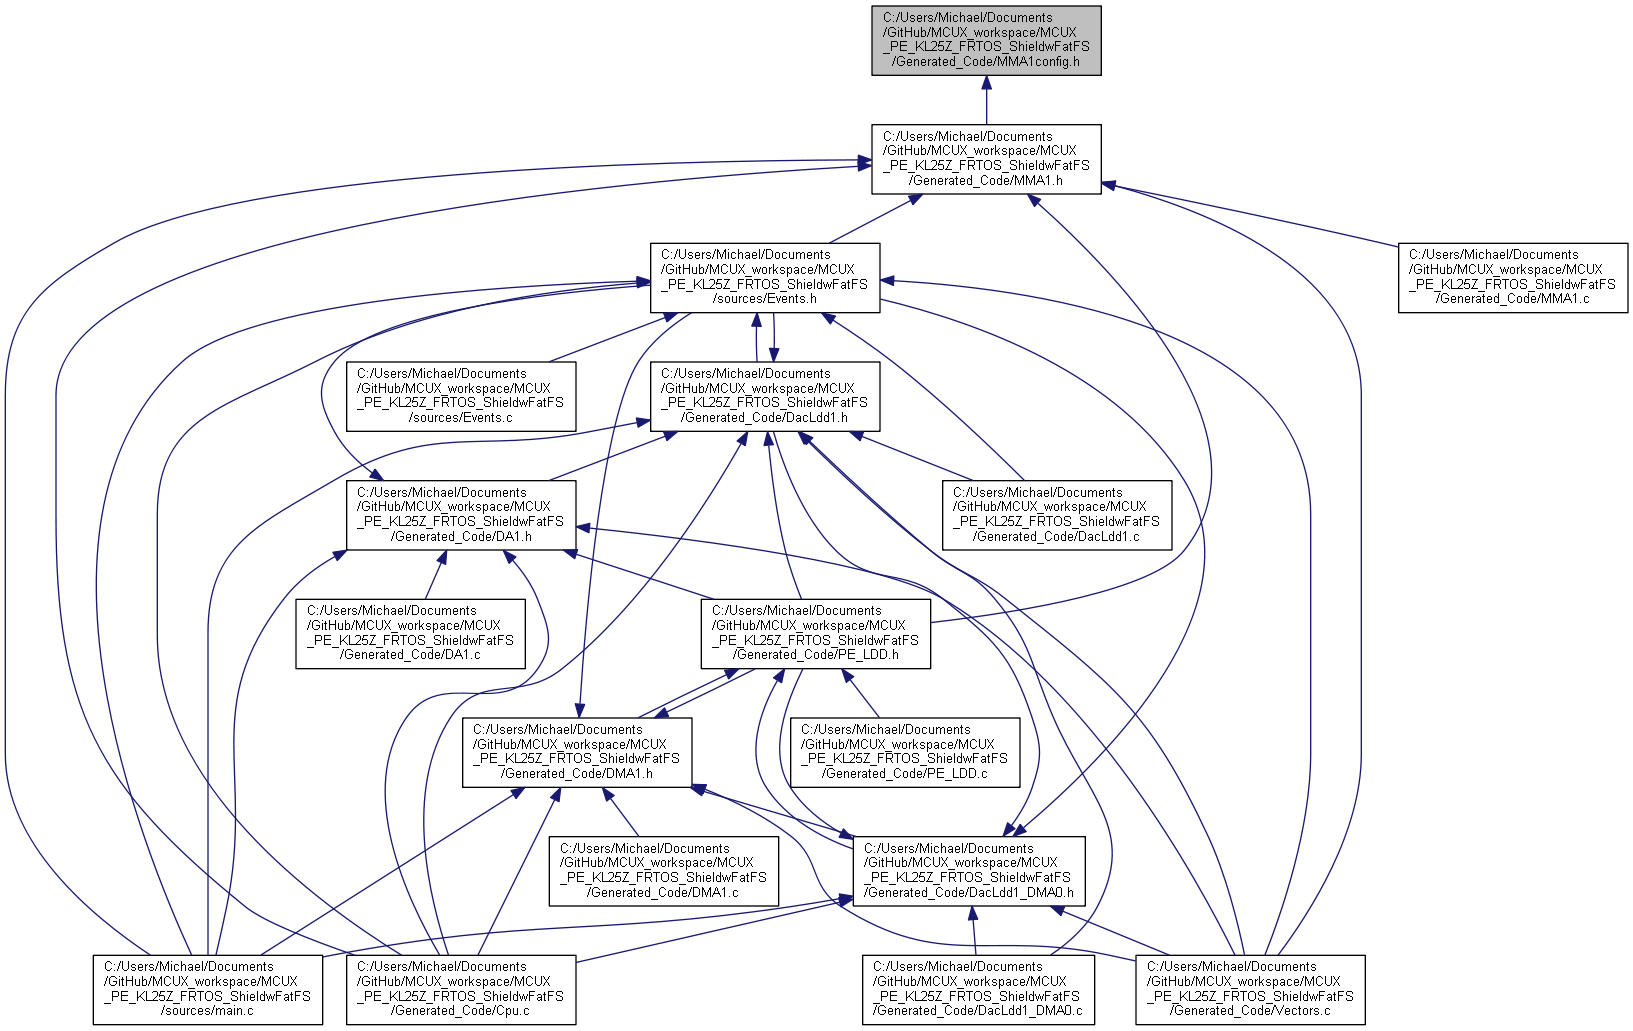 C:/Users/Michael/Documents
/GitHub/MCUX_workspace/MCUX
_PE_KL25Z_FRTOS_ShieldwFatFS
/Generated_Code/MMA1config.h
C:/Users/Michael/Documents
/GitHub/MCUX_workspace/MCUX
_PE_KL25Z_FRTOS_ShieldwFatFS
/Generated_Code/MMA1.h
C:/Users/Michael/Documents
/GitHub/MCUX_workspace/MCUX
_PE_KL25Z_FRTOS_ShieldwFatFS
/sources/Events.h
C:/Users/Michael/Documents
/GitHub/MCUX_workspace/MCUX
_PE_KL25Z_FRTOS_ShieldwFatFS
/Generated_Code/MMA1.c
C:/Users/Michael/Documents
/GitHub/MCUX_workspace/MCUX
_PE_KL25Z_FRTOS_ShieldwFatFS
/sources/Events.c
C:/Users/Michael/Documents
/GitHub/MCUX_workspace/MCUX
_PE_KL25Z_FRTOS_ShieldwFatFS
/Generated_Code/DacLdd1.h
C:/Users/Michael/Documents
/GitHub/MCUX_workspace/MCUX
_PE_KL25Z_FRTOS_ShieldwFatFS
/Generated_Code/DA1.h
C:/Users/Michael/Documents
/GitHub/MCUX_workspace/MCUX
_PE_KL25Z_FRTOS_ShieldwFatFS
/Generated_Code/DacLdd1.c
C:/Users/Michael/Documents
/GitHub/MCUX_workspace/MCUX
_PE_KL25Z_FRTOS_ShieldwFatFS
/Generated_Code/DA1.c
C:/Users/Michael/Documents
/GitHub/MCUX_workspace/MCUX
_PE_KL25Z_FRTOS_ShieldwFatFS
/Generated_Code/PE_LDD.h
C:/Users/Michael/Documents
/GitHub/MCUX_workspace/MCUX
_PE_KL25Z_FRTOS_ShieldwFatFS
/Generated_Code/DMA1.h
C:/Users/Michael/Documents
/GitHub/MCUX_workspace/MCUX
_PE_KL25Z_FRTOS_ShieldwFatFS
/Generated_Code/PE_LDD.c
C:/Users/Michael/Documents
/GitHub/MCUX_workspace/MCUX
_PE_KL25Z_FRTOS_ShieldwFatFS
/Generated_Code/DMA1.c
C:/Users/Michael/Documents
/GitHub/MCUX_workspace/MCUX
_PE_KL25Z_FRTOS_ShieldwFatFS
/Generated_Code/DacLdd1_DMA0.h
C:/Users/Michael/Documents
/GitHub/MCUX_workspace/MCUX
_PE_KL25Z_FRTOS_ShieldwFatFS
/sources/main.c
C:/Users/Michael/Documents
/GitHub/MCUX_workspace/MCUX
_PE_KL25Z_FRTOS_ShieldwFatFS
/Generated_Code/Cpu.c
C:/Users/Michael/Documents
/GitHub/MCUX_workspace/MCUX
_PE_KL25Z_FRTOS_ShieldwFatFS
/Generated_Code/DacLdd1_DMA0.c
C:/Users/Michael/Documents
/GitHub/MCUX_workspace/MCUX
_PE_KL25Z_FRTOS_ShieldwFatFS
/Generated_Code/Vectors.c